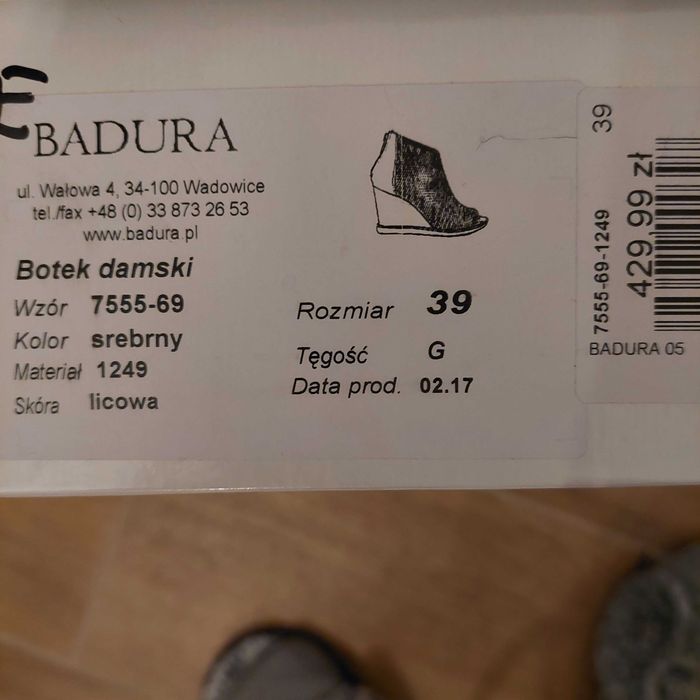 BADURA
ul. Wałowa 4, 34-100 Wadowice
tel./fax +48 (0) 33 873 26 53
www.badura.pl
Botek damski
Wzór 7555-69
Kolor srebrny
Materiał 1249
Skóra licowa
Rozmiar 39
Tęgość G
Data prod. 02.17
39
7555-69-1249
429,99 zł
BADURA 05